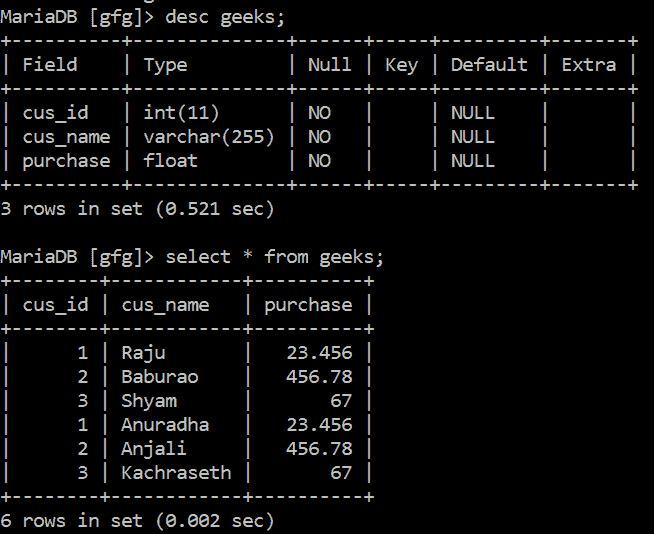 MariaDB [gfg]> desc geeks;
+-----------+--------------+------+-----+---------+-------+
| Field     | Type         | Null | Key | Default | Extra |
+-----------+--------------+------+-----+---------+-------+
| cus_id    | int(11)      | NO   |     | NULL    |       |
| cus_name  | varchar(255) | NO   |     | NULL    |       |
| purchase  | float        | NO   |     | NULL    |       |
+-----------+--------------+------+-----+---------+-------+
3 rows in set (0.521 sec)

MariaDB [gfg]> select * from geeks;
+--------+------------+----------+
| cus_id | cus_name   | purchase |
+--------+------------+----------+
|      1 | Raju       |   23.456 |
|      2 | Baburao    |   456.78 |
|      3 | Shyam      |       67 |
|      1 | Anuradha   |   23.456 |
|      2 | Anjali     |   456.78 |
|      3 | Kachraseth |       67 |
+--------+------------+----------+
6 rows in set (0.002 sec)